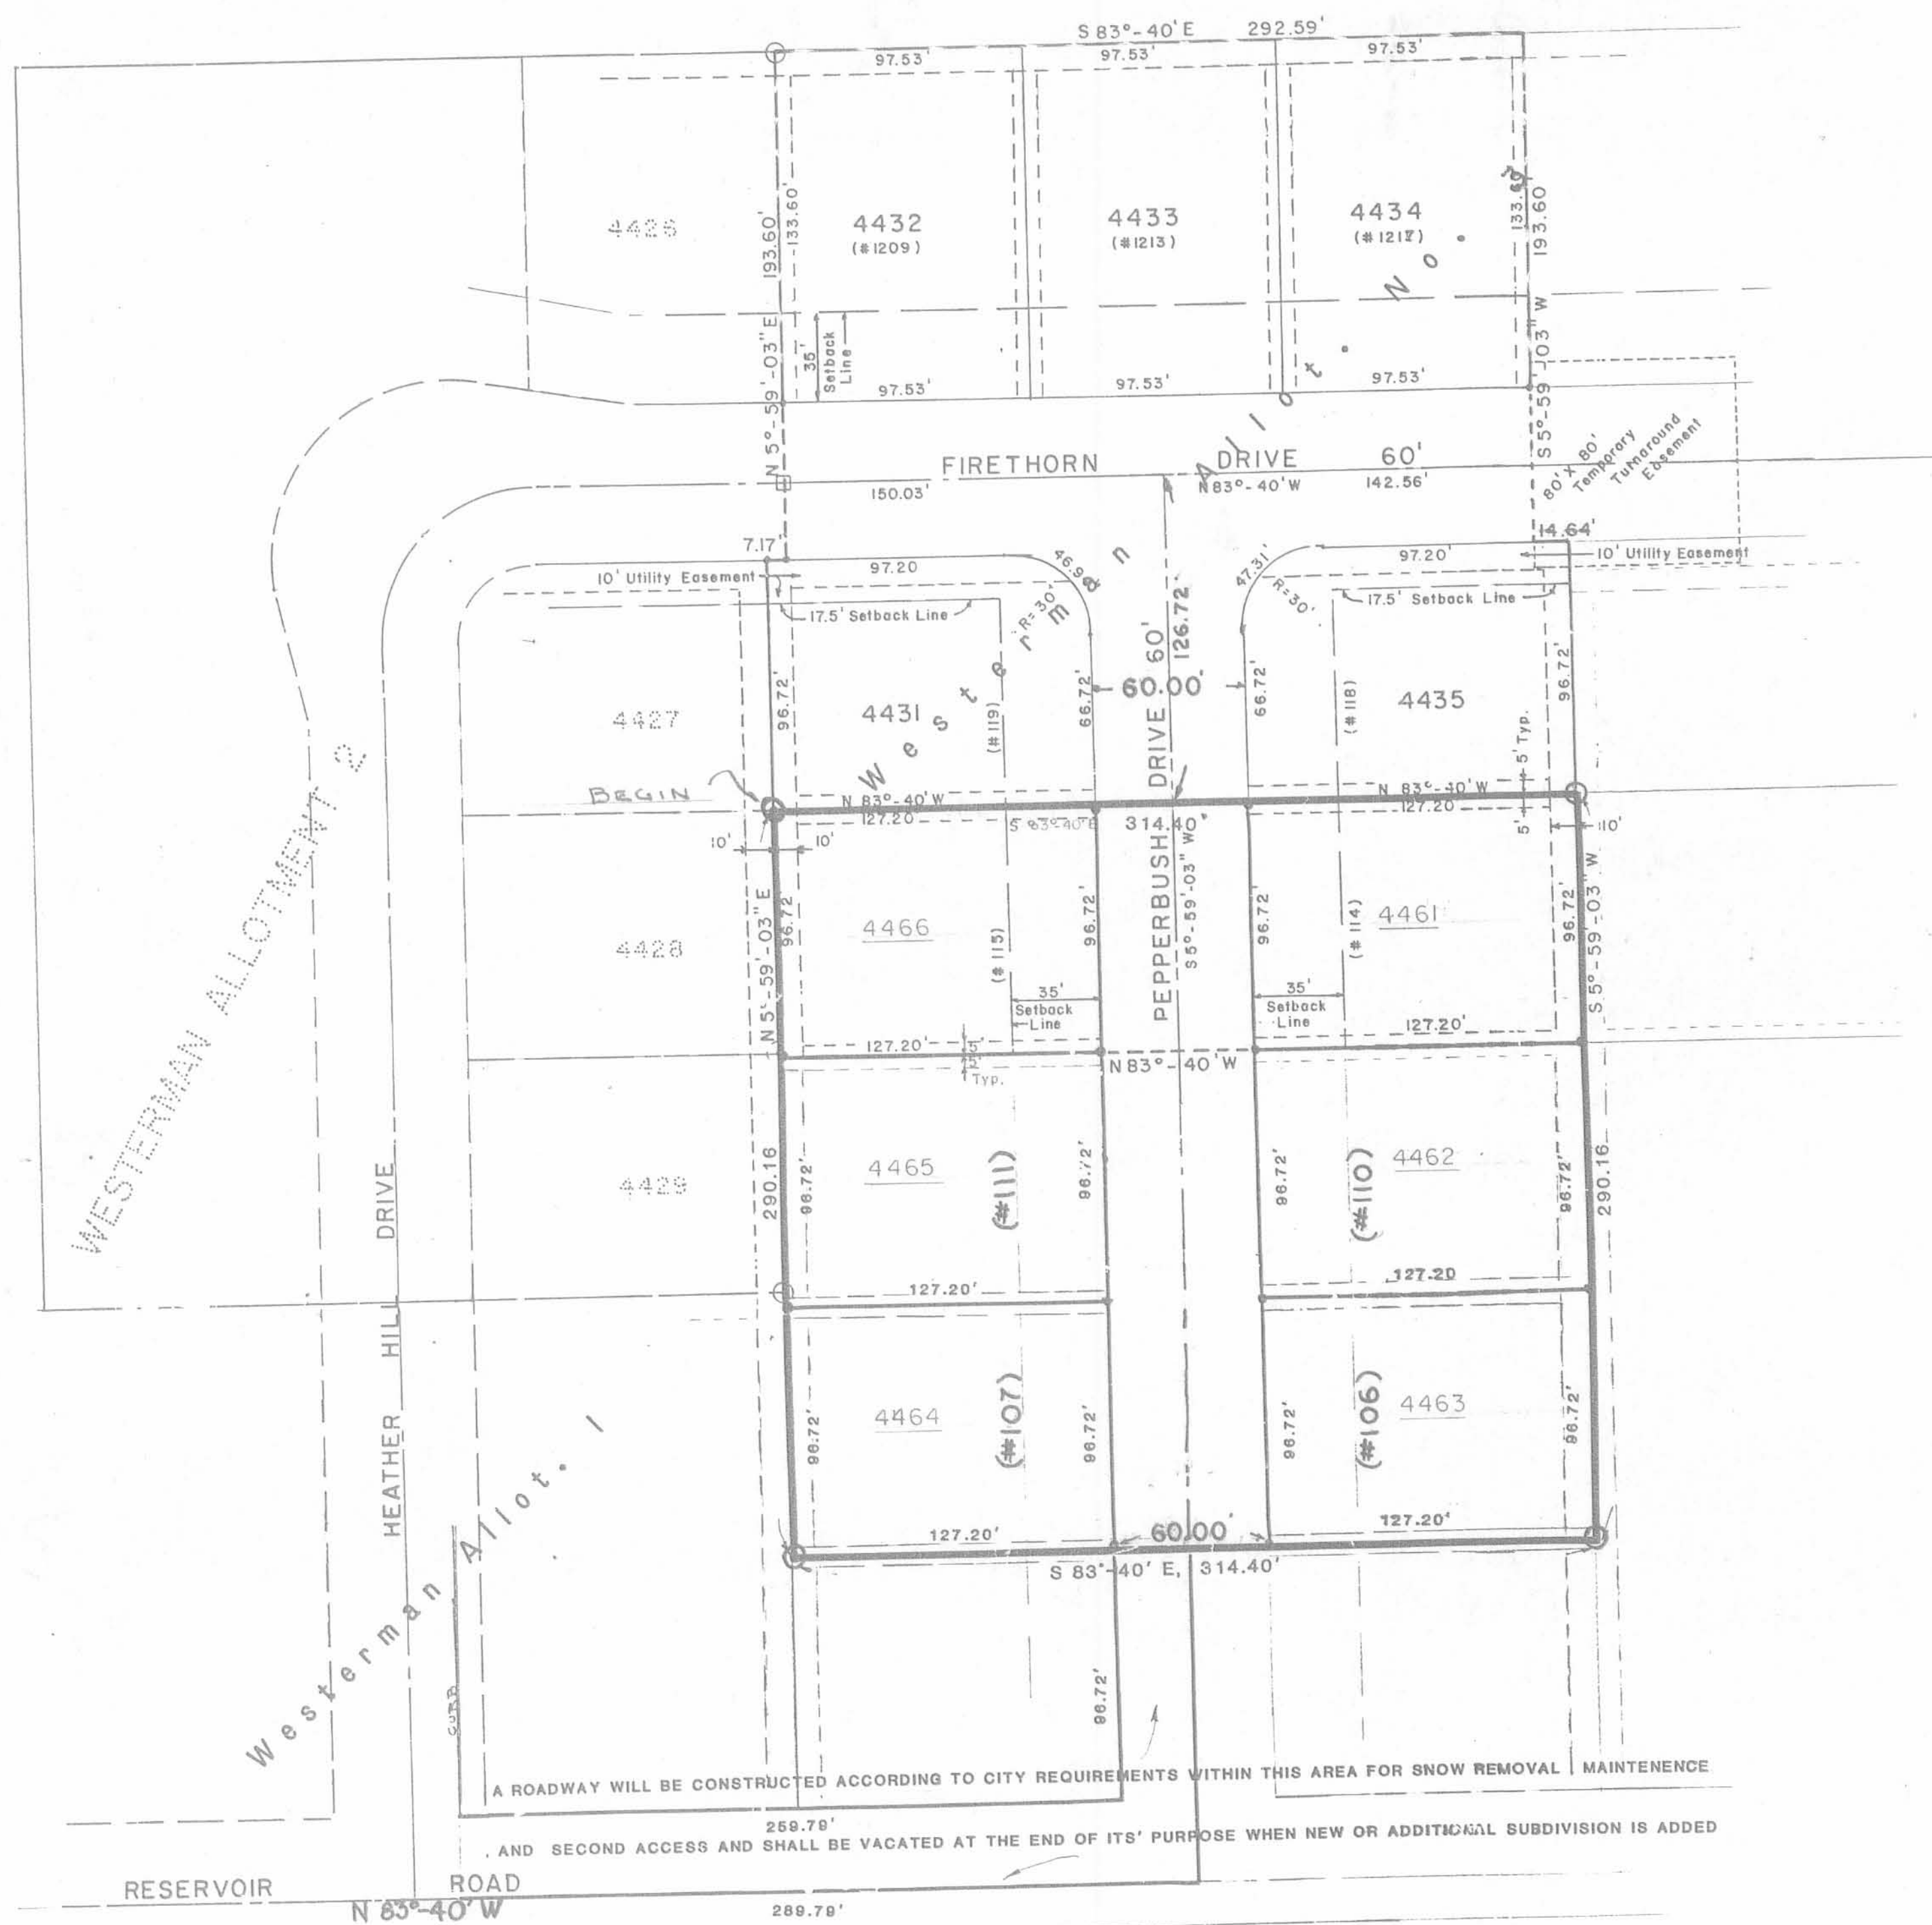 S 83°-40' E 292.59'
97.53'
97.53'
97.53'
4426
193.60'
133.60'
4432
(#1209)
4433
(#1213)
4434
133.60'
193.60
N 5°-59'-03" E
35'
Setback
Line
97.53'
97.53'
97.53'
S 5°-59'-03" W
FIRETHORN DRIVE 60'
150.03'
N 83°-40' W 142.56'
80' X 80'
Temporary
Turnaround
Easement
7.17'
14.64'
97.20
97.20'
10' Utility Easement
10' Utility Easement
47.31'
R=30'
R=30'
17.5' Setback Line
17.5' Setback Line
Westerman Allot. No. 3
126.72'
60.00'
4427
96.72'
4431
(#119)
66.72'
PEPPERBUSH DRIVE 60'
S 5°-59'-03" W
66.72'
(#118)
4435
5' Typ.
96.72'
BEGIN
N 83°-40' W
127.20
S 83°-40' E
314.40'
N 83°-40' W
127.20
10'
10'
5'
10'
WESTERMAN ALLOTMENT 2
4428
N 5°-59'-03" E
96.72'
4466
(#115)
96.72'
96.72'
(#114)
4461
96.72'
S 5°-59'-03" W
35'
Setback
Line
35'
Setback
Line
127.20'
5'
5'
Typ.
N 83°-40' W
127.20'
4429
290.16
96.72'
4465
(#111)
96.72'
96.72'
(#110)
4462
96.72'
290.16
127.20'
127.20
HEATHER HILL DRIVE
96.72'
4464
(#107)
96.72'
96.72'
(#106)
4463
96.72'
127.20'
60.00'
127.20'
S 83°-40' E, 314.40'
Westerman Allot. 1
CURB
96.72'
A ROADWAY WILL BE CONSTRUCTED ACCORDING TO CITY REQUIREMENTS WITHIN THIS AREA FOR SNOW REMOVAL MAINTENENCE
259.79'
AND SECOND ACCESS AND SHALL BE VACATED AT THE END OF ITS' PURPOSE WHEN NEW OR ADDITIONAL SUBDIVISION IS ADDED
RESERVOIR ROAD
N 83°-40' W
289.79'